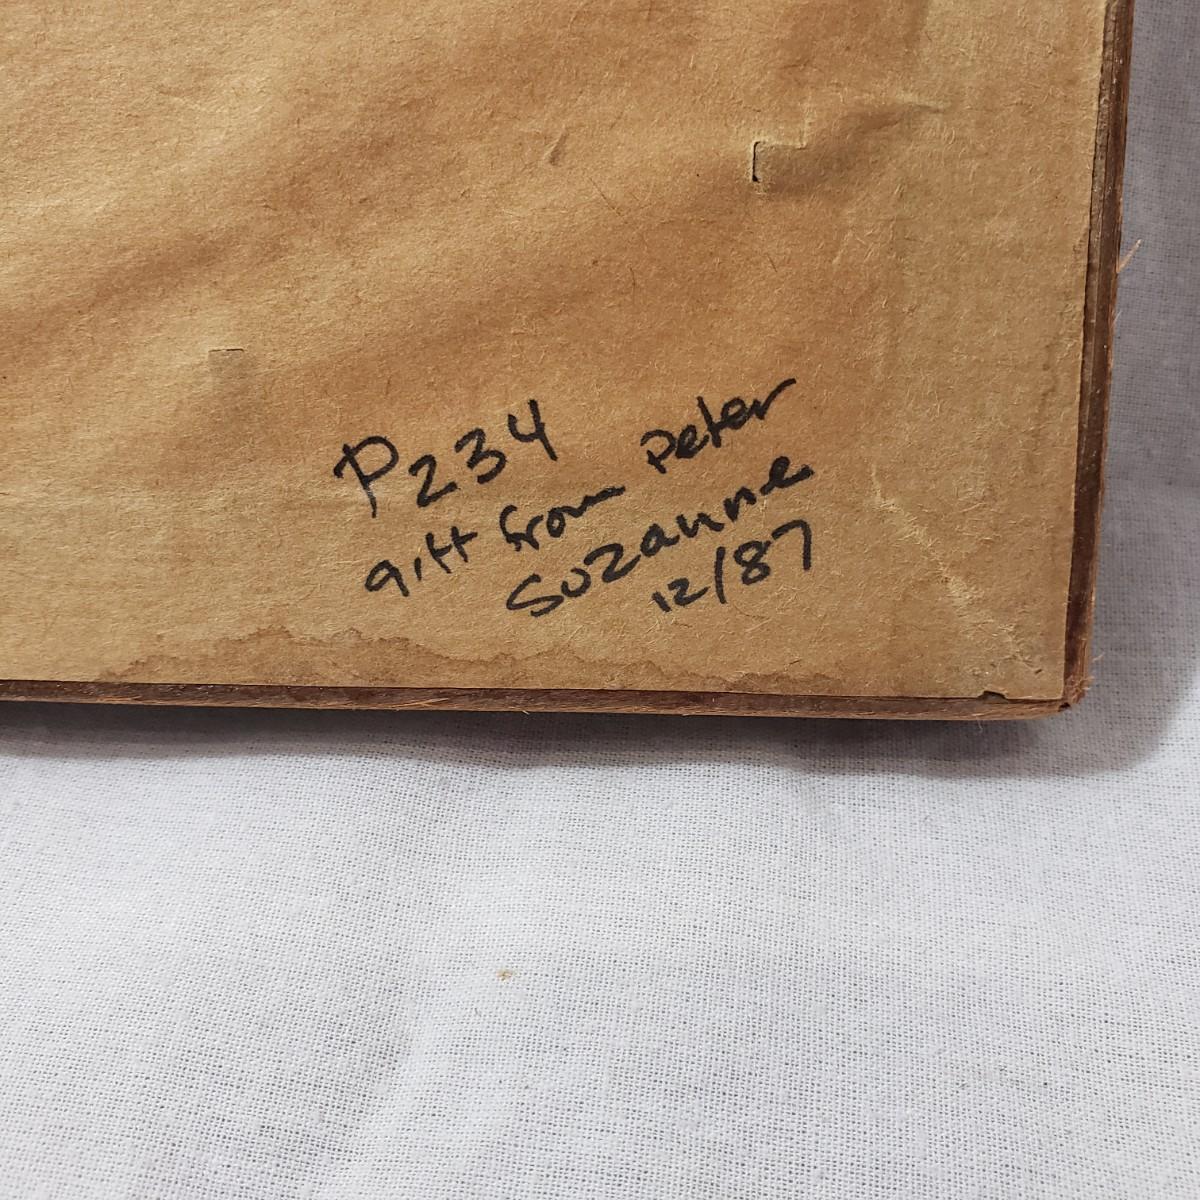 P234
gift from Peter
Suzanne
12/87